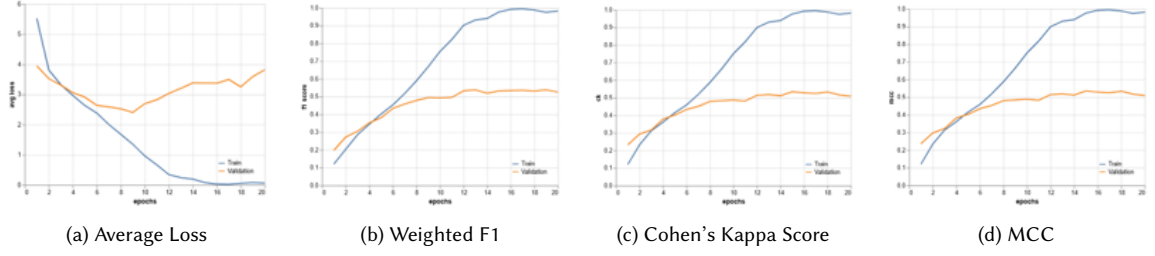 6
5
4
3
2
1
0
avg loss
0 2 4 6 8 10 12 14 16 18 20
epochs
Train
Validation
(a) Average Loss
1.0
0.9
0.8
0.7
0.6
0.5
0.4
0.3
0.2
0.1
0.0
f1 score
0 2 4 6 8 10 12 14 16 18 20
epochs
Train
Validation
(b) Weighted F1
1.0
0.9
0.8
0.7
0.6
0.5
0.4
0.3
0.2
0.1
0.0
ck
0 2 4 6 8 10 12 14 16 18 20
epochs
Train
Validation
(c) Cohen's Kappa Score
1.0
0.9
0.8
0.7
0.6
0.5
0.4
0.3
0.2
0.1
0.0
mcc
0 2 4 6 8 10 12 14 16 18 20
epochs
Train
Validation
(d) MCC